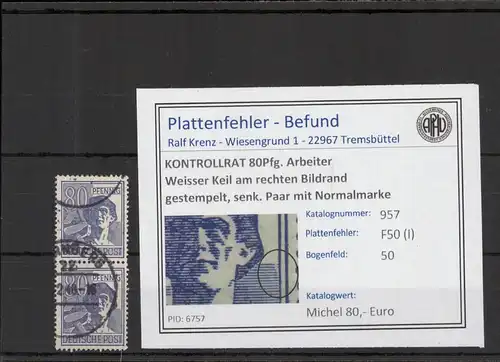 Plattenfehler - Befund
Ralf Krenz - Wiesengrund 1 - 22967 Tremsbüttel
KONTROLLRAT 80Pfg. Arbeiter
Weisser Keil am rechten Bildrand
gestempelt, senk. Paar mit Normalmarke
Katalognummer: 957
Plattenfehler: F50 (I)
Bogenfeld: 50
Katalogwert:
Michel 80,- Euro
PID: 6757
80 PFENNIG
DEUTSCHE POST
80 PFENNIG
DEUTSCHE POST